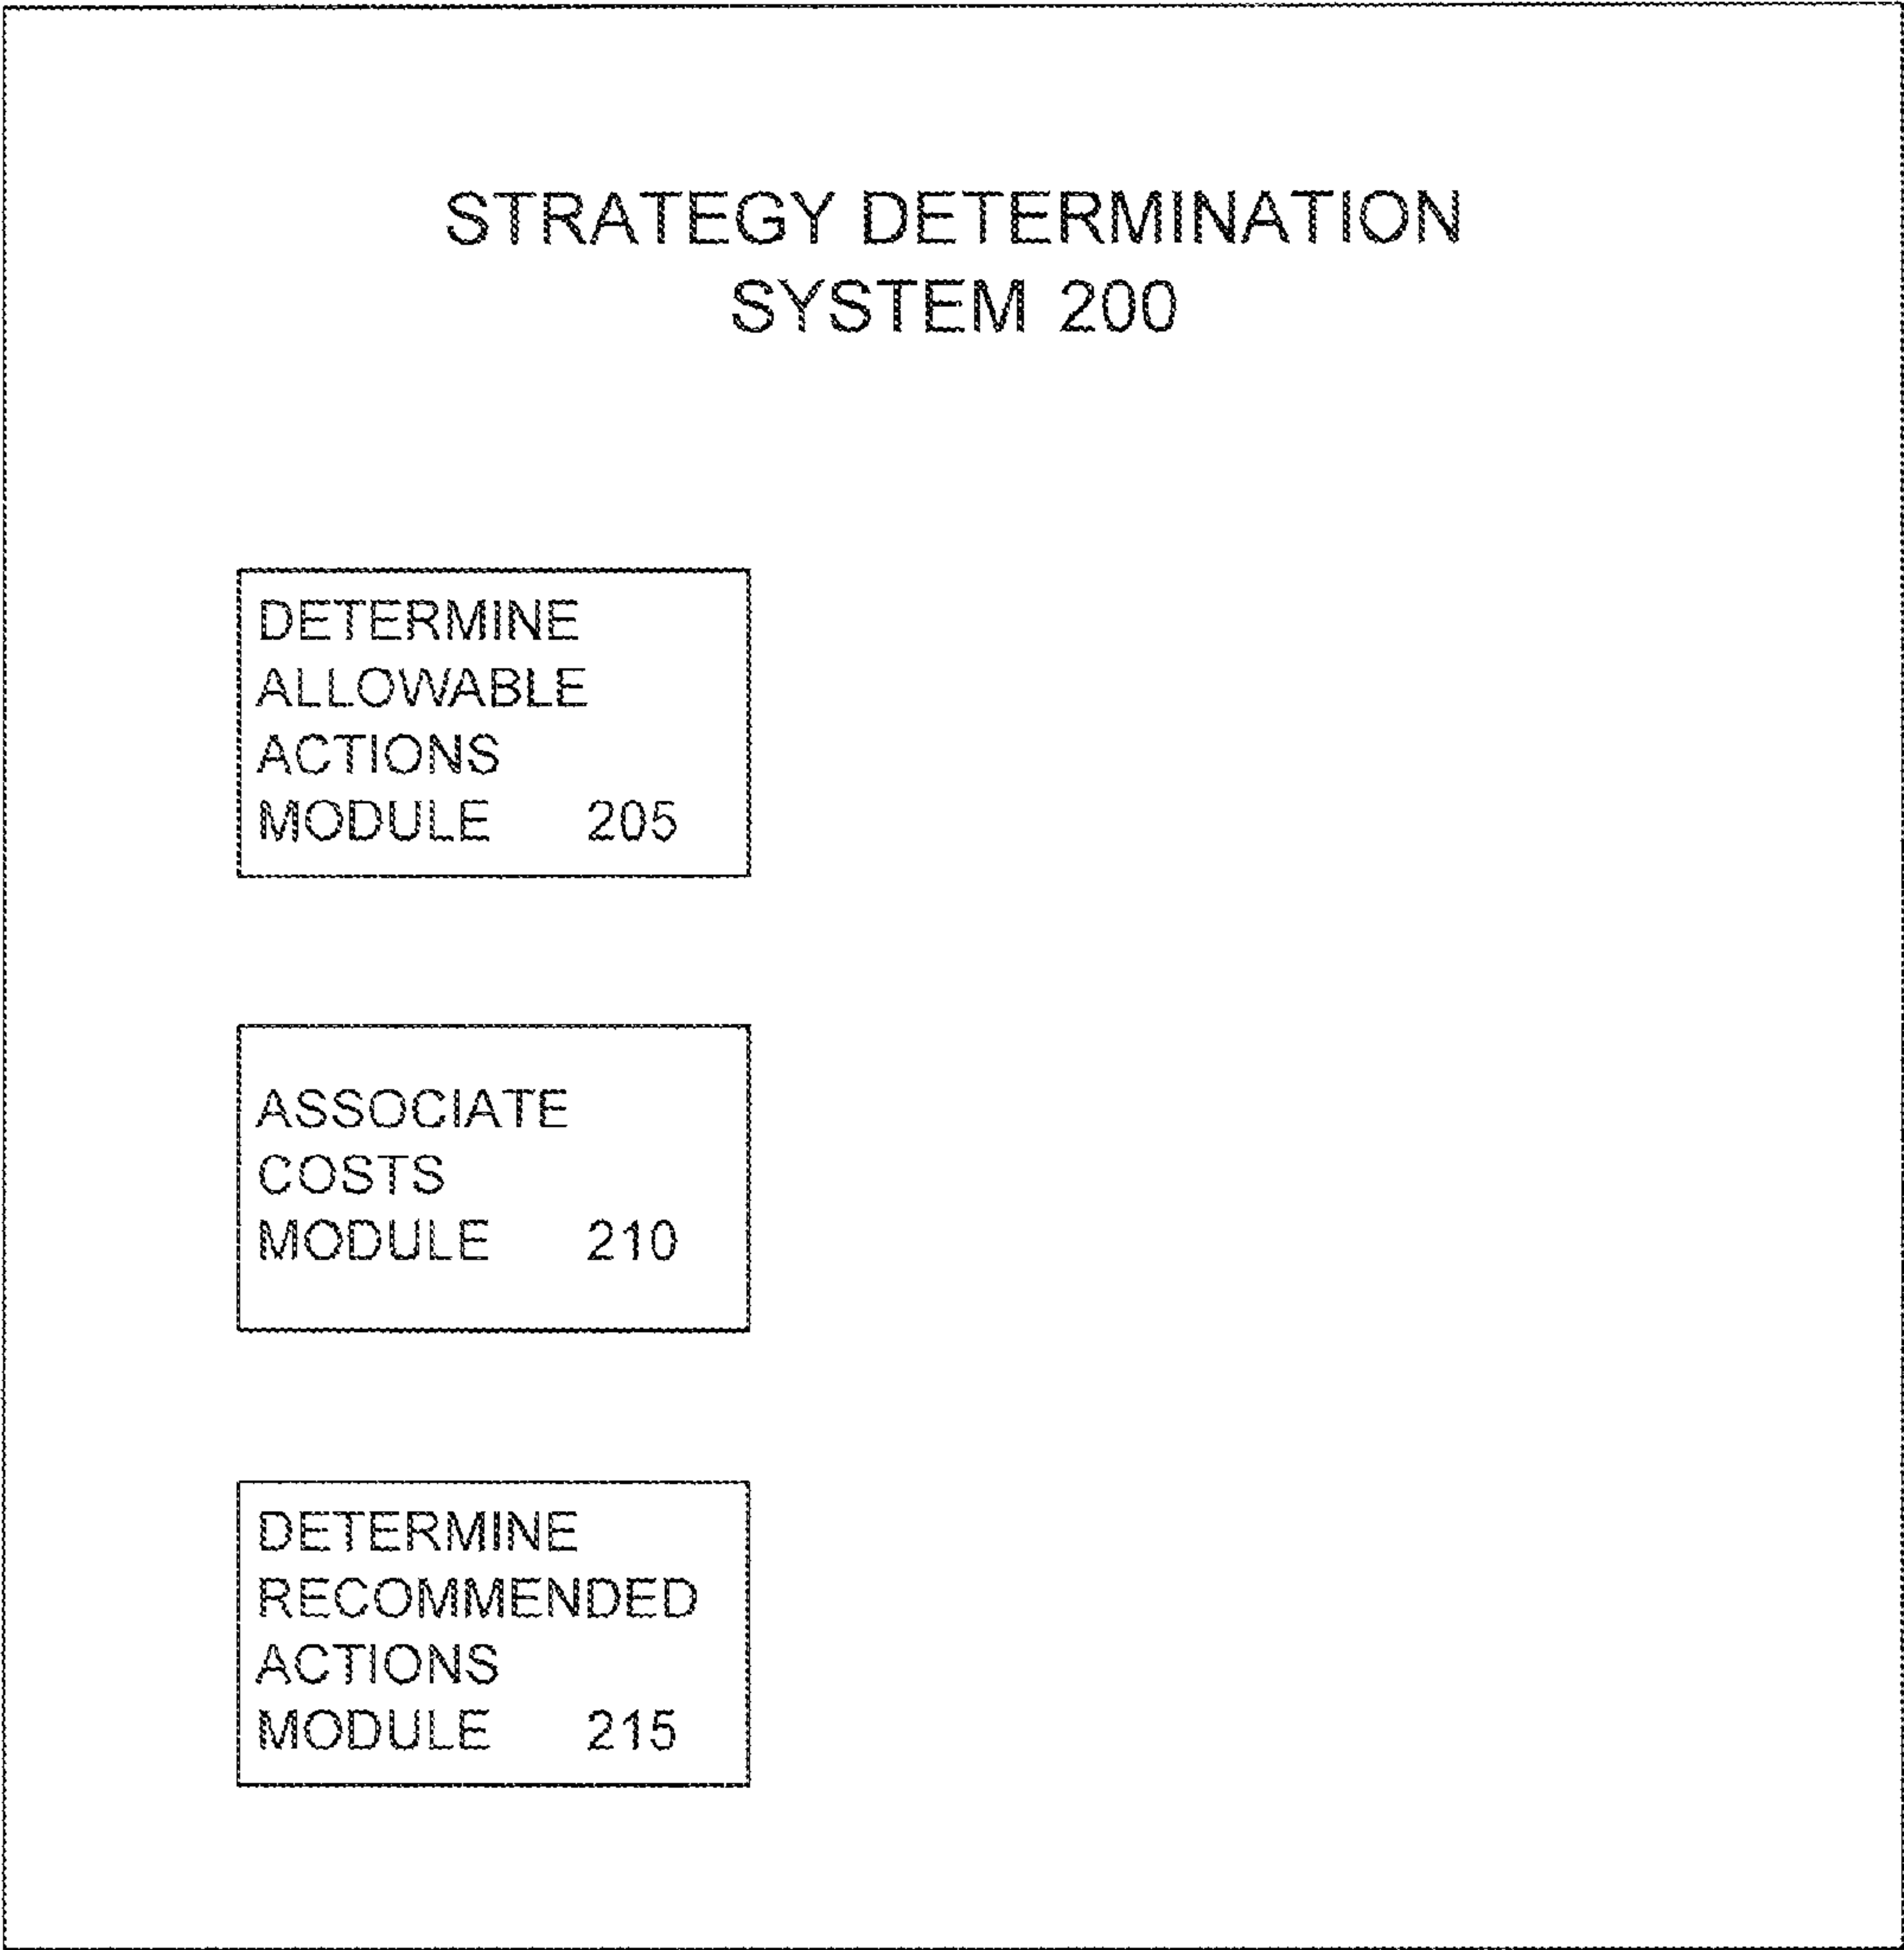 STRATEGY DETERMINATION
SYSTEM 200
DETERMINE
ALLOWABLE
ACTIONS
MODULE 205
ASSOCIATE
COSTS
MODULE 210
DETERMINE
RECOMMENDED
ACTIONS
MODULE 215